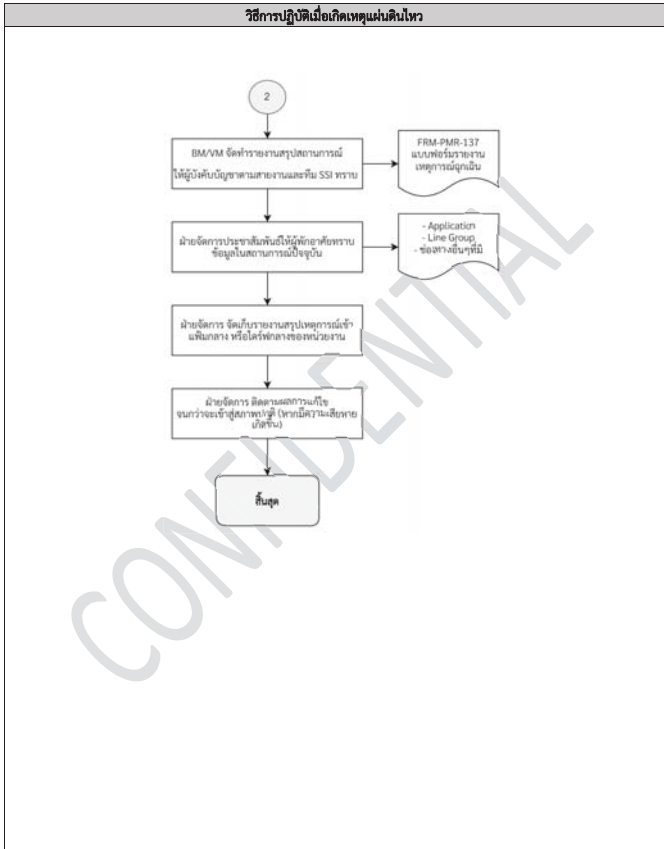 วิธีการปฏิบัติเมื่อเกิดเหตุแผ่นดินไหว
2
BM/VM จัดทำรายงานสรุปสถานการณ์
ให้ผู้บังคับบัญชาตามสายงานและทีม SSI ทราบ
FRM-PMR-137
แบบฟอร์มรายงาน
เหตุการณ์ฉุกเฉิน
ฝ่ายจัดการประชาสัมพันธ์ให้ผู้พักอาศัยทราบ
ข้อมูลในสถานการณ์ปัจจุบัน
- Application
- Line Group
- ช่องทางอื่นๆที่มี
ฝ่ายจัดการ จัดเก็บรายงานสรุปเหตุการณ์เข้า
แฟ้มกลาง หรือไดร์ฟกลางของหน่วยงาน
ฝ่ายจัดการ ติดตามผลการแก้ไข
จนกว่าจะเข้าสู่สภาพปกติ (หากมีความเสียหาย
เกิดขึ้น)
สิ้นสุด
CONFIDENTIAL